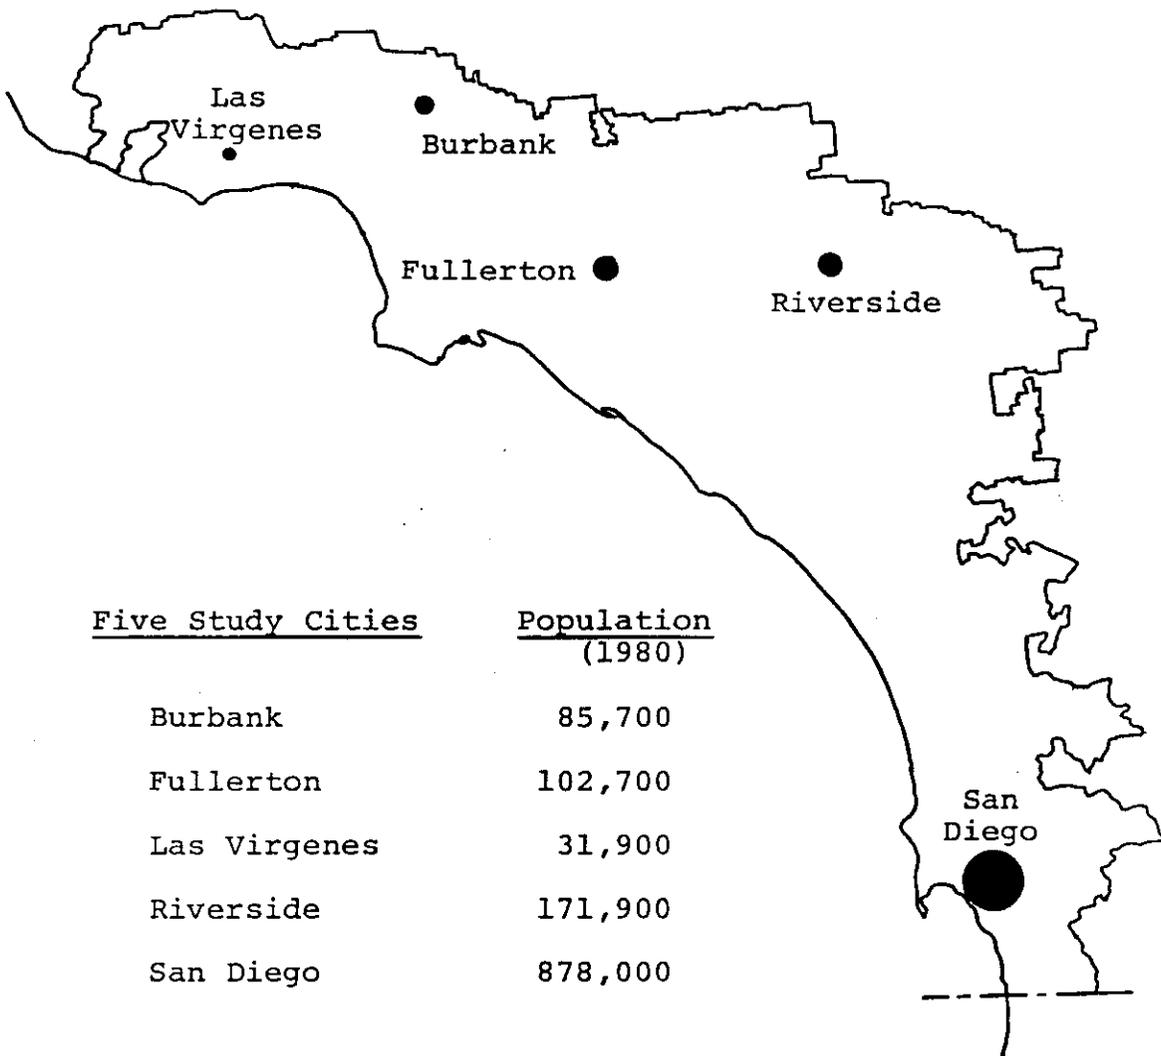 Las
Virgenes
Burbank
Fullerton
Riverside
Five Study Cities Population
(1980)
Burbank 85,700
Fullerton 102,700
Las Virgenes 31,900
Riverside 171,900
San Diego 878,000
San
Diego